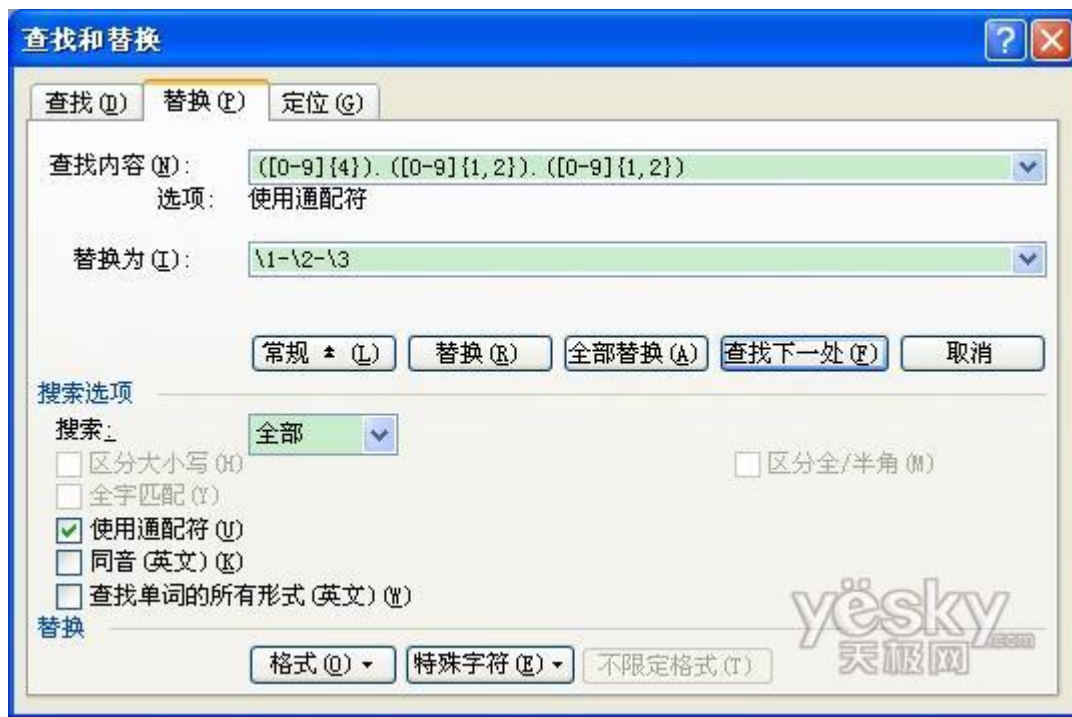 查找和替换
查找(D) 替换(P) 定位(G)
查找内容(N): ([0-9]{4}).([0-9]{1,2}).([0-9]{1,2})
选项: 使用通配符
替换为(I): \1-\2-\3
常规 (L) 替换(R) 全部替换(A) 查找下一处(F) 取消
搜索选项
搜索: 全部
区分大小写(H) 区分全/半角(M)
全字匹配(Y)
使用通配符(U)
同音(英文)(K)
查找单词的所有形式(英文)(W)
替换
格式(O) 特殊字符(E) 不限定格式(T)
yësky.com
天极网